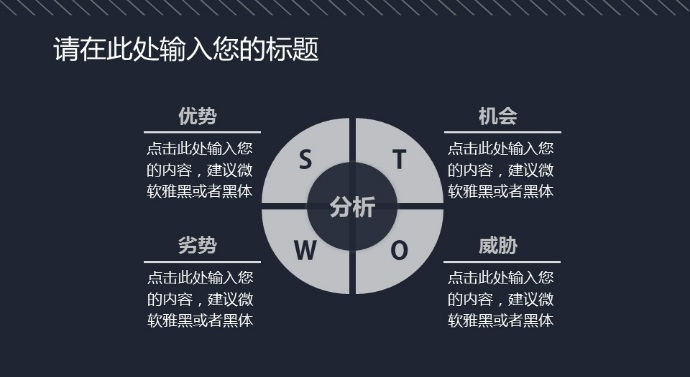 请在此处输入您的标题
优势
点击此处输入您
的内容，建议微
软雅黑或者黑体
机会
点击此处输入您
的内容，建议微
软雅黑或者黑体
S
T
分析
W
O
劣势
点击此处输入您
的内容，建议微
软雅黑或者黑体
威胁
点击此处输入您
的内容，建议微
软雅黑或者黑体